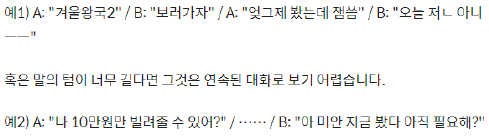 예1) A: "겨울왕국2" / B: "보러가자" / A: "엊그제 봤는데 잼씀" / B: "오늘 저ㄴ 아니
ㅡㅡ"
혹은 말의 텀이 너무 길다면 그것은 연속된 대화로 보기 어렵습니다.
예2) A: "나 10만원만 빌려줄 수 있어?" / …… / B: "아 미안 지금 봤다 아직 필요해?"